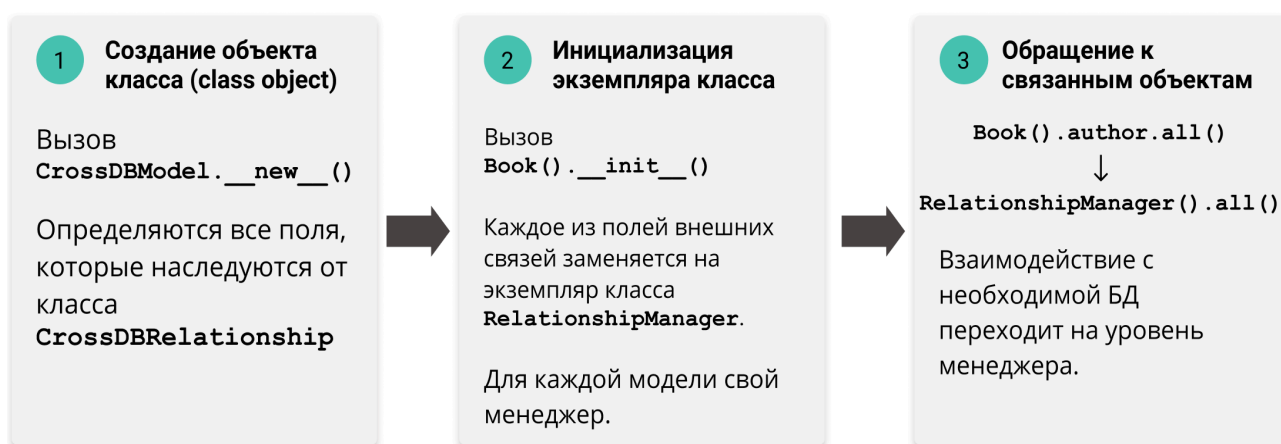 1
Создание объекта
класса (class object)
Вызов
CrossDBModel.__new__()
Определяются все поля,
которые наследуются от
класса
CrossDBRelationship
2
Инициализация
экземпляра класса
Вызов
Book().__init__()
Каждое из полей внешних
связей заменяется на
экземпляр класса
RelationshipManager.
Для каждой модели свой
менеджер.
3
Обращение к
связанным объектам
Book().author.all()
↓
RelationshipManager().all()
Взаимодействие с
необходимой БД
переходит на уровень
менеджера.